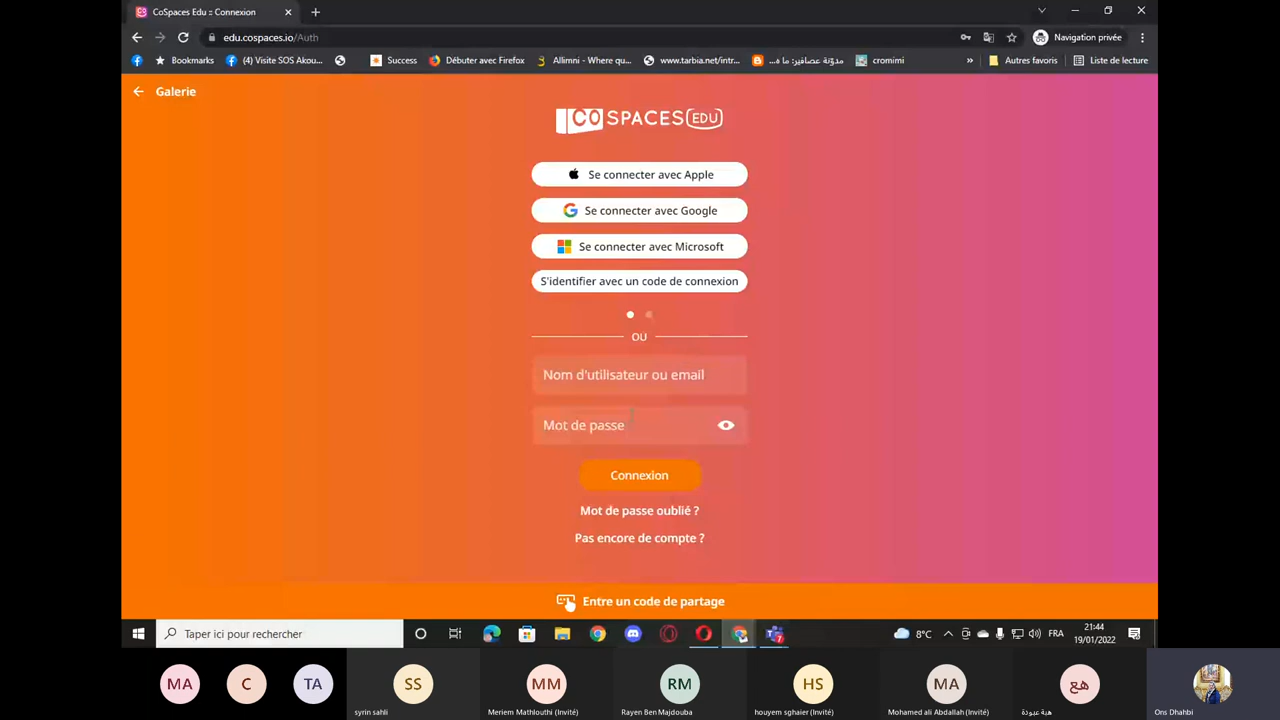 CoSpaces Edu :: Connexion
edu.cospaces.io/Auth
Navigation privée
Bookmarks
(4) Visite SOS Akou...
Success
Débuter avec Firefox
Allimni - Where qu...
www.tarbia.net/intr...
مدوّنة عصافير: ما ه...
cromimi
»
Autres favoris
Liste de lecture
Galerie
COSPACES EDU
Se connecter avec Apple
Se connecter avec Google
Se connecter avec Microsoft
S'identifier avec un code de connexion
OU
Nom d'utilisateur ou email
Mot de passe
Connexion
Mot de passe oublié ?
Pas encore de compte ?
Entre un code de partage
Taper ici pour rechercher
8°C
FRA
21:44
19/01/2022
MA
C
TA
SS
MM
RM
HS
MA
هع
syrin sahli
Meriem Mathlouthi (Invité)
Rayen Ben Majdouba
houyem sghaier (Invité)
Mohamed ali Abdallah (Invité)
هبة عبودة
Ons Dhahbi